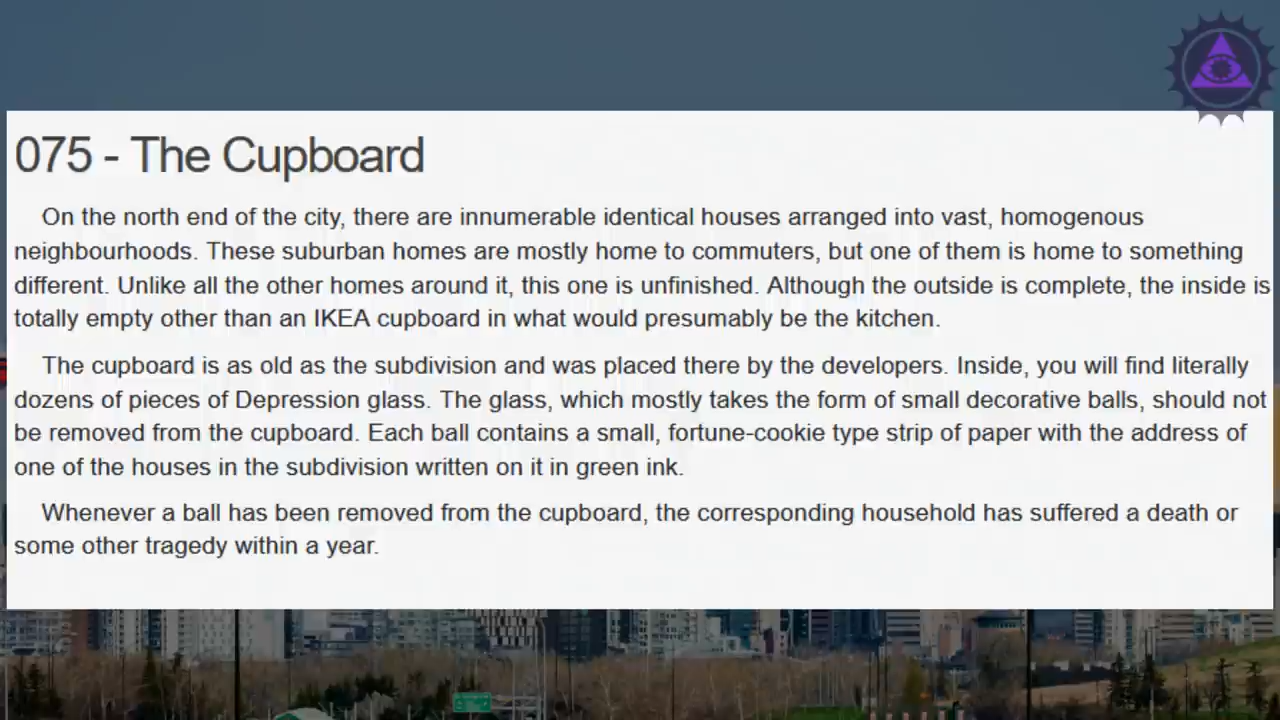 075 - The Cupboard
On the north end of the city, there are innumerable identical houses arranged into vast, homogenous
neighbourhoods. These suburban homes are mostly home to commuters, but one of them is home to something
different. Unlike all the other homes around it, this one is unfinished. Although the outside is complete, the inside is
totally empty other than an IKEA cupboard in what would presumably be the kitchen.
The cupboard is as old as the subdivision and was placed there by the developers. Inside, you will find literally
dozens of pieces of Depression glass. The glass, which mostly takes the form of small decorative balls, should not
be removed from the cupboard. Each ball contains a small, fortune-cookie type strip of paper with the address of
one of the houses in the subdivision written on it in green ink.
Whenever a ball has been removed from the cupboard, the corresponding household has suffered a death or
some other tragedy within a year.